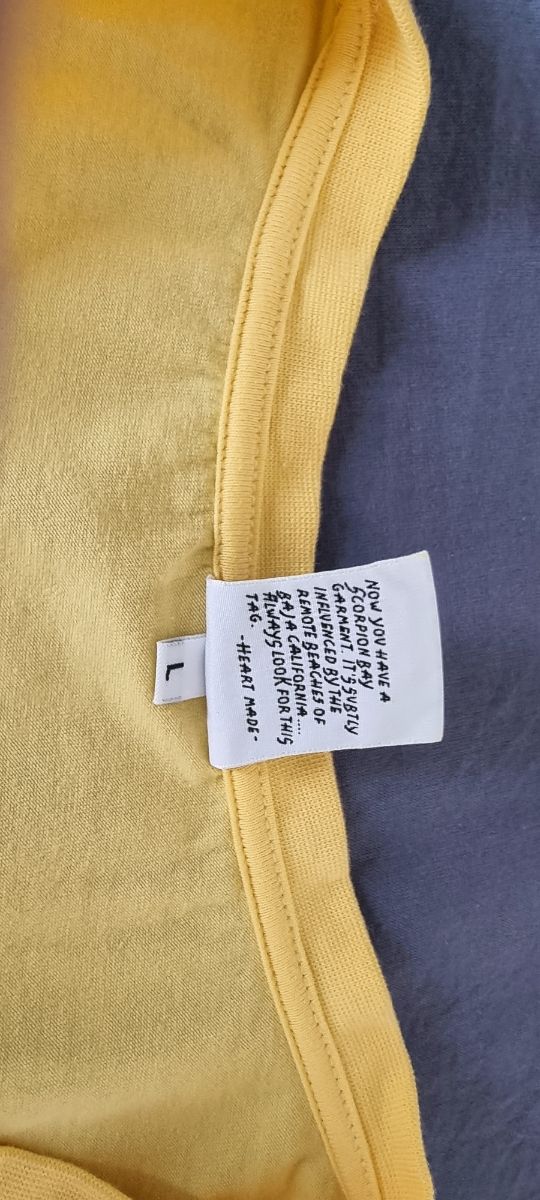 NOW YOU HAVE A
SCORPION BAY
GARMENT. IT'S SUBTLY
INFLUENCED BY THE
REMOTE BEACHES OF
BAJA CALIFORNIA....
ALWAYS LOOK FOR THIS
TAG.
-HEART MADE-
L